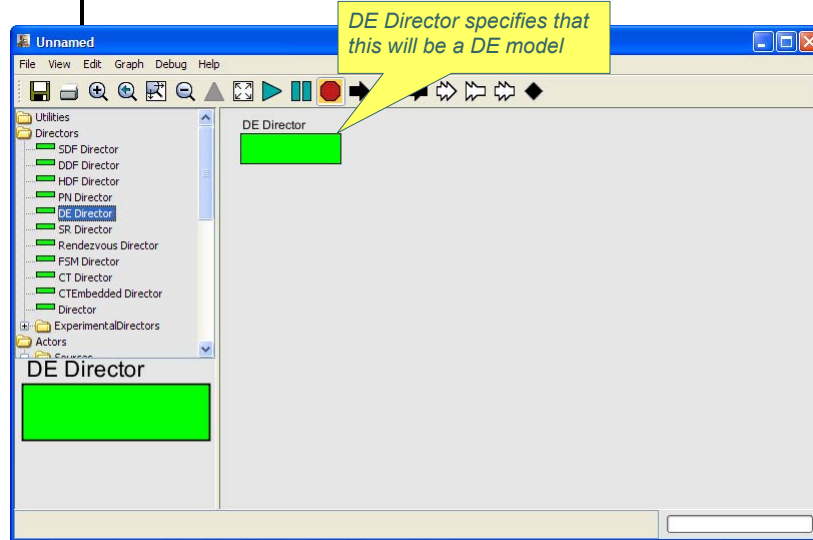 DE Director specifies that
this will be a DE model
Unnamed
File View Edit Graph Debug Help
Utilities
Directors
SDF Director
DDF Director
HDF Director
PN Director
DE Director
SR Director
Rendezvous Director
FSM Director
CT Director
CTEmbedded Director
Director
ExperimentalDirectors
Actors
Sources
DE Director
DE Director